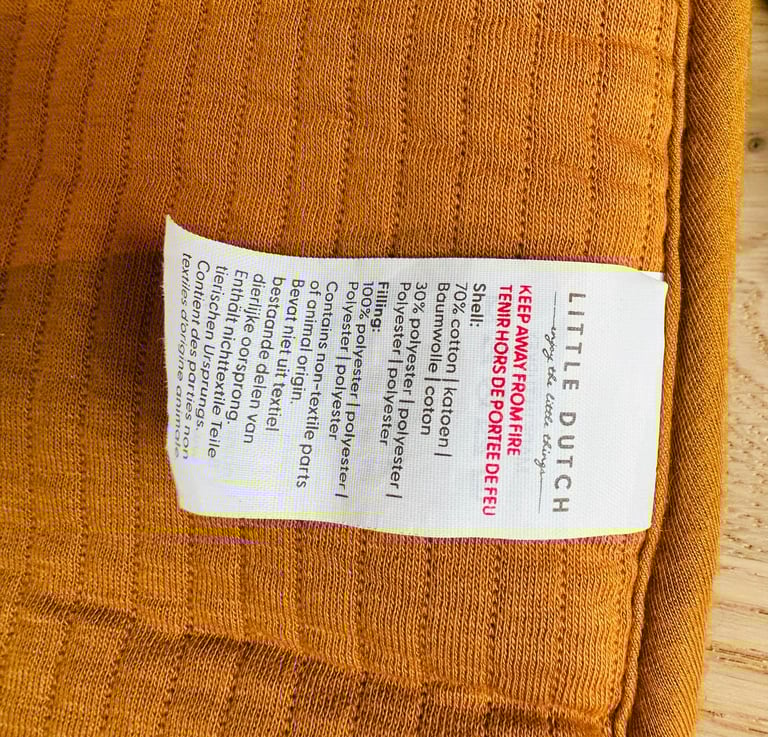 LITTLE DUTCH
enjoy the little things
KEEP AWAY FROM FIRE
TENIR HORS DE PORTEE DE FEU
Shell:
70% cotton | katoen |
Baumwolle | coton
30% polyester | polyester |
Polyester | polyester
Filling:
100% polyester | polyester |
Polyester | polyester
Contains non-textile parts
of animal origin.
Bevat niet uit textiel
bestaande delen van
dierlijke oorsprong.
Enthält nichttextile Teile
tierischen Ursprungs.
Contient des parties non
textiles d'origine animale.